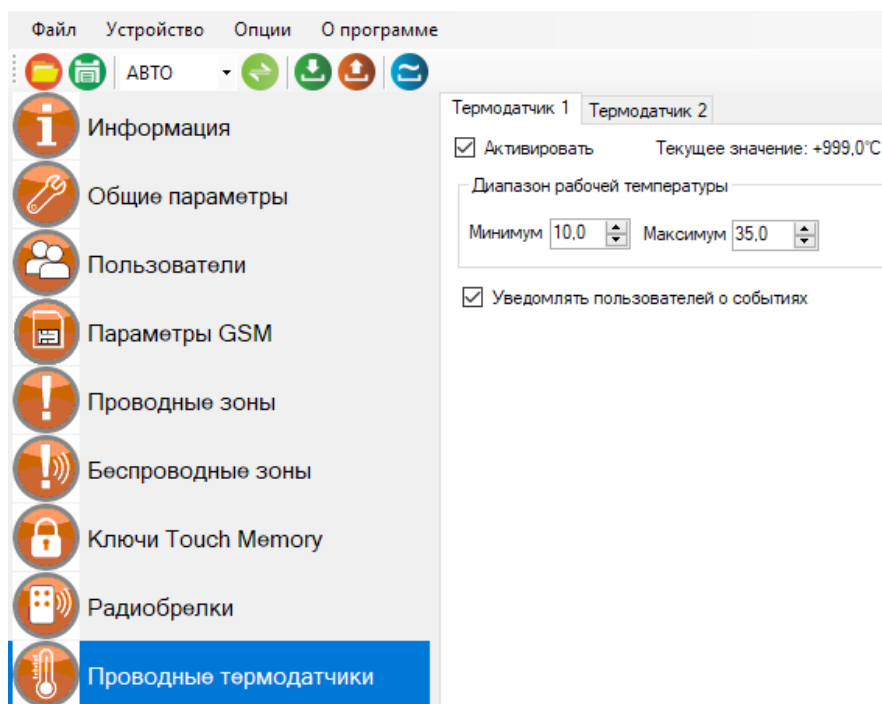 Файл Устройство Опции О программе
АВТО
Информация
Общие параметры
Пользователи
Параметры GSM
Проводные зоны
Беспроводные зоны
Ключи Touch Memory
Радиобрелки
Проводные термодатчики
Термодатчик 1 Термодатчик 2
Активировать Текущее значение: +999,0°C
Диапазон рабочей температуры
Минимум 10,0 Максимум 35,0
Уведомлять пользователей о событиях